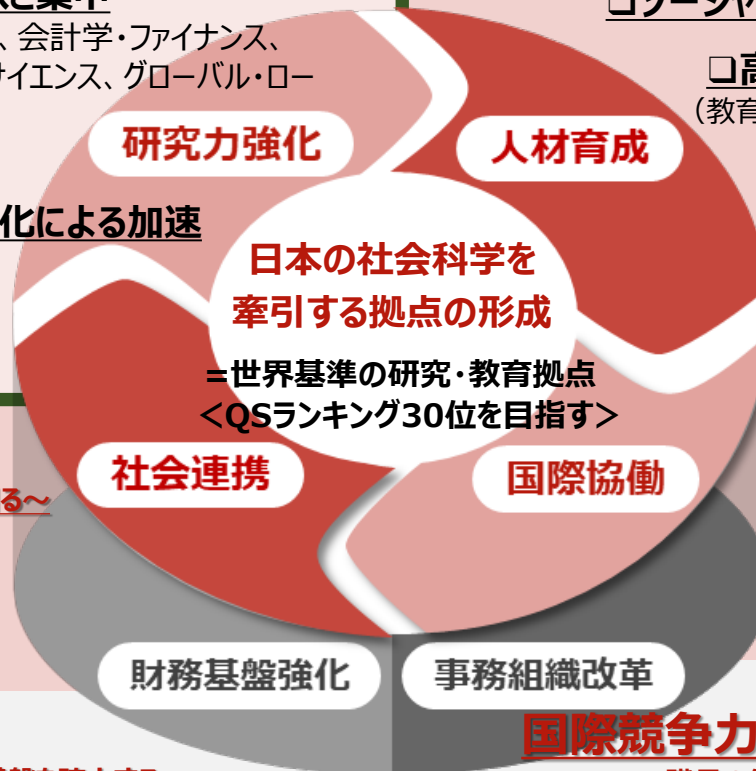 、会計学・ファイナンス、
サイエンス、グローバル・ロー
研究力強化
人材育成
化による加速
日本の社会科学を
牽引する拠点の形成
=世界基準の研究・教育拠点
<QSランキング30位を目指す>
社会連携
国際協働
る~
財務基盤強化
事務組織改革
国際競争力